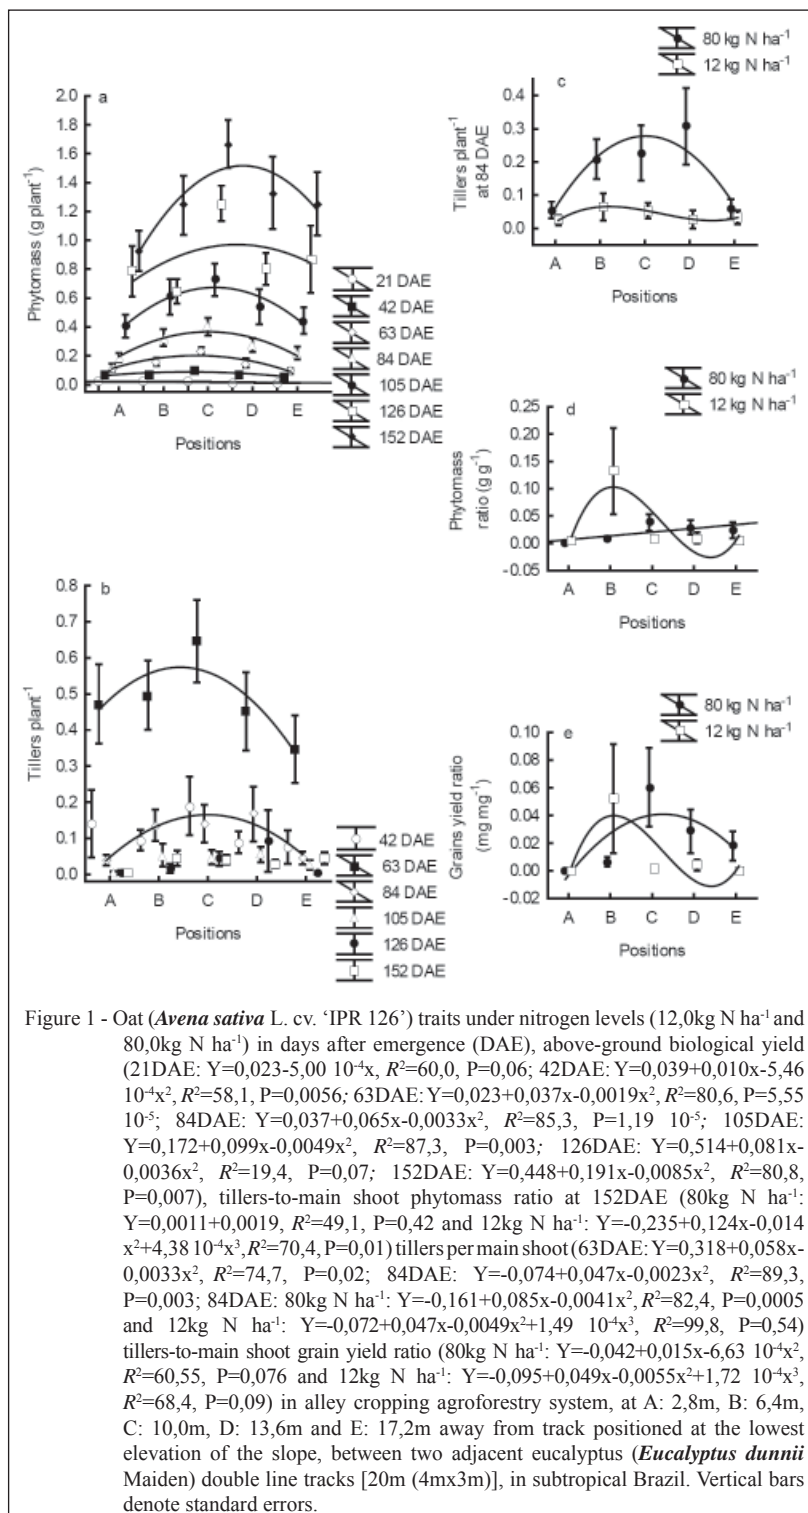 80 kg N ha-1
12 kg N ha-1
a
2.0
1.8
1.6
1.4
1.2
1.0
0.8
0.6
0.4
0.2
0.0
Phytomass (g plant-1)
A B C D E
Positions
21 DAE
42 DAE
63 DAE
84 DAE
105 DAE
126 DAE
152 DAE
c
0.4
0.3
0.2
0.1
0.0
Tillers plant-1
at 84 DAE
A B C D E
Positions
80 kg N ha-1
12 kg N ha-1
d
0.25
0.20
0.15
0.10
0.05
0.00
-0.05
Phytomass
ratio (g g-1)
A B C D E
Positions
b
0.8
0.7
0.6
0.5
0.4
0.3
0.2
0.1
0.0
Tillers plant-1
A B C D E
Positions
42 DAE
63 DAE
84 DAE
105 DAE
126 DAE
152 DAE
80 kg N ha-1
12 kg N ha-1
e
0.10
0.08
0.06
0.04
0.02
0.00
-0.02
Grains yield ratio
(mg mg-1)
A B C D E
Positions
Figure 1 - Oat (Avena sativa L. cv. ‘IPR 126’) traits under nitrogen levels (12,0kg N ha-1 and
80,0kg N ha-1) in days after emergence (DAE), above-ground biological yield
(21DAE: Y=0,023-5,00 10-4x, R2=60,0, P=0,06; 42DAE: Y=0,039+0,010x-5,46
10-4x2, R2=58,1, P=0,0056; 63DAE: Y=0,023+0,037x-0,0019x2, R2=80,6, P=5,55
10-5; 84DAE: Y=0,037+0,065x-0,0033x2, R2=85,3, P=1,19 10-5; 105DAE:
Y=0,172+0,099x-0,0049x2, R2=87,3, P=0,003; 126DAE: Y=0,514+0,081x-
0,0036x2, R2=19,4, P=0,07; 152DAE: Y=0,448+0,191x-0,0085x2, R2=80,8,
P=0,007), tillers-to-main shoot phytomass ratio at 152DAE (80kg N ha-1:
Y=0,0011+0,0019, R2=49,1, P=0,42 and 12kg N ha-1: Y=-0,235+0,124x-0,014
x2+4,38 10-4x3, R2=70,4, P=0,01) tillers per main shoot (63DAE: Y=0,318+0,058x-
0,0033x2, R2=74,7, P=0,02; 84DAE: Y=-0,074+0,047x-0,0023x2, R2=89,3,
P=0,003; 84DAE: 80kg N ha-1: Y=-0,161+0,085x-0,0041x2, R2=82,4, P=0,0005
and 12kg N ha-1: Y=-0,072+0,047x-0,0049x2+1,49 10-4x3, R2=99,8, P=0,54)
tillers-to-main shoot grain yield ratio (80kg N ha-1: Y=-0,042+0,015x-6,63 10-4x2,
R2=60,55, P=0,076 and 12kg N ha-1: Y=-0,095+0,049x-0,0055x2+1,72 10-4x3,
R2=68,4, P=0,09) in alley cropping agroforestry system, at A: 2,8m, B: 6,4m,
C: 10,0m, D: 13,6m and E: 17,2m away from track positioned at the lowest
elevation of the slope, between two adjacent eucalyptus (Eucalyptus dunnii
Maiden) double line tracks [20m (4mx3m)], in subtropical Brazil. Vertical bars
denote standard errors.